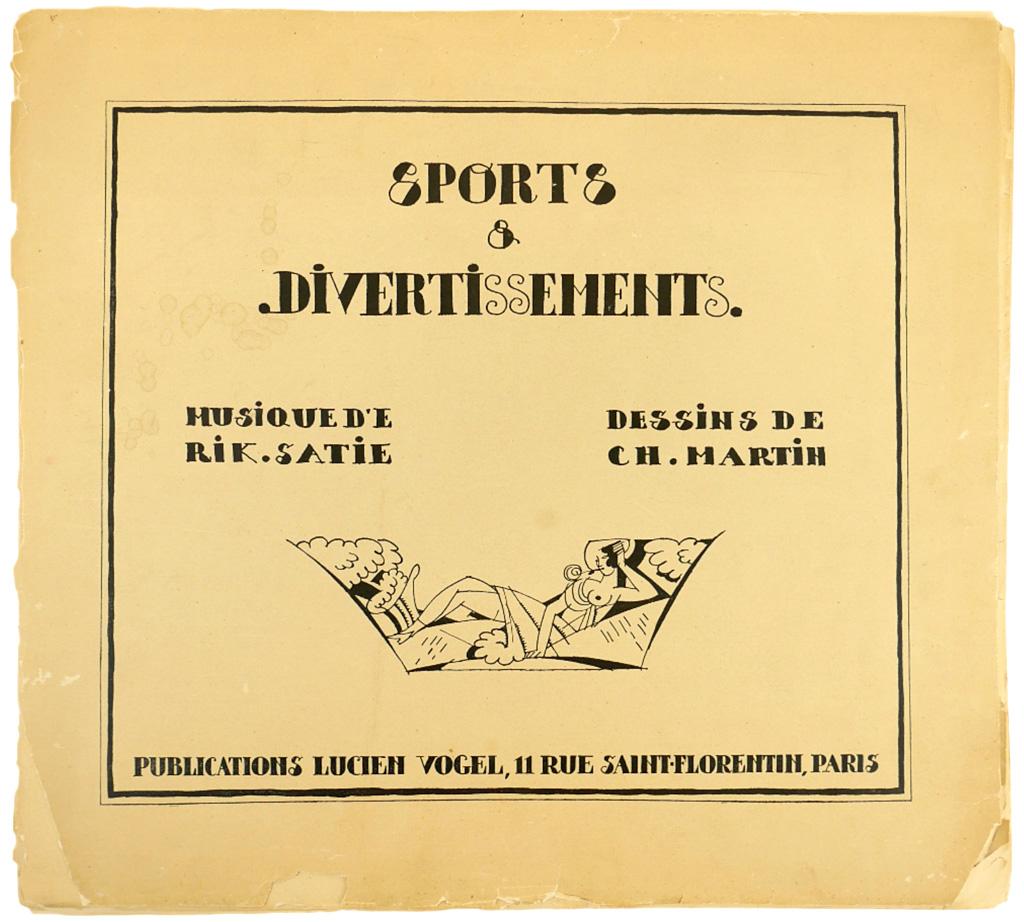 SPORTS
&
.DiVERTiSSEMENTS.
MUSiQUE D'E
RiK.SATiE
DESSiNS DE
CH.MARTiN
PUBLICATIONS LUCIEN VOGEL, 11 RUE SAINT-FLORENTIN, PARIS